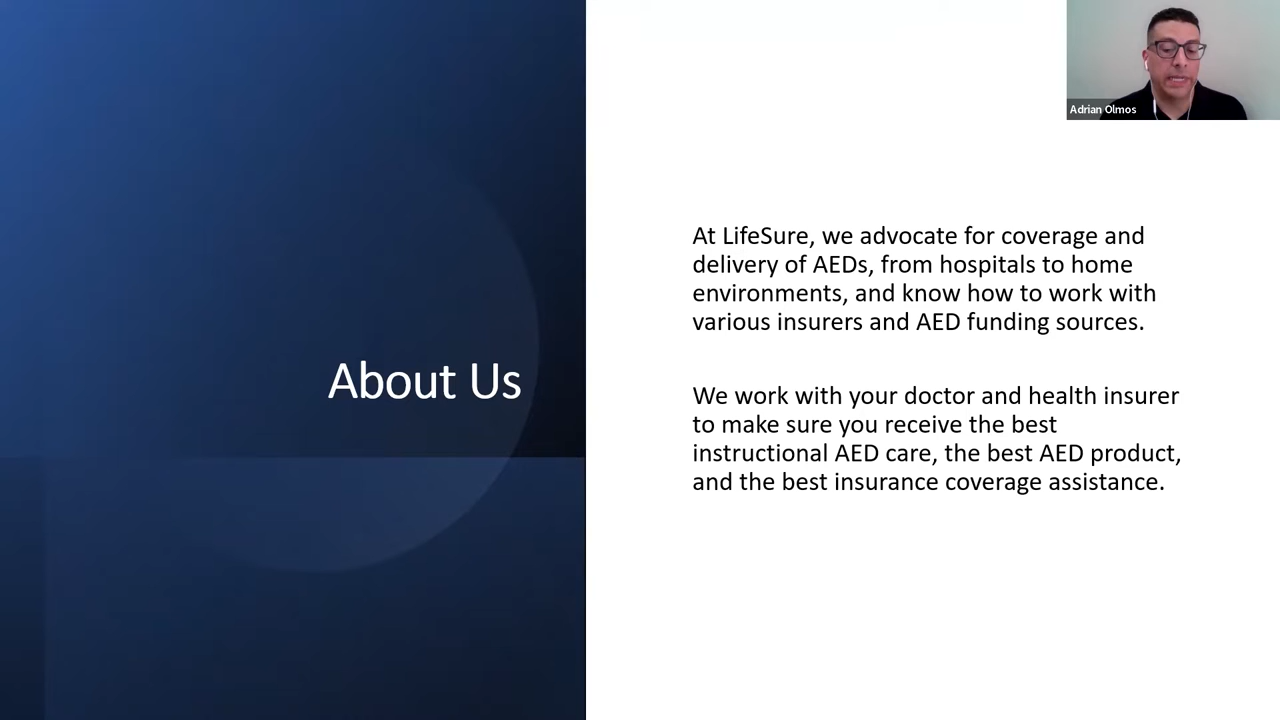 Adrian Olmos
About Us
At LifeSure, we advocate for coverage and
delivery of AEDs, from hospitals to home
environments, and know how to work with
various insurers and AED funding sources.
We work with your doctor and health insurer
to make sure you receive the best
instructional AED care, the best AED product,
and the best insurance coverage assistance.